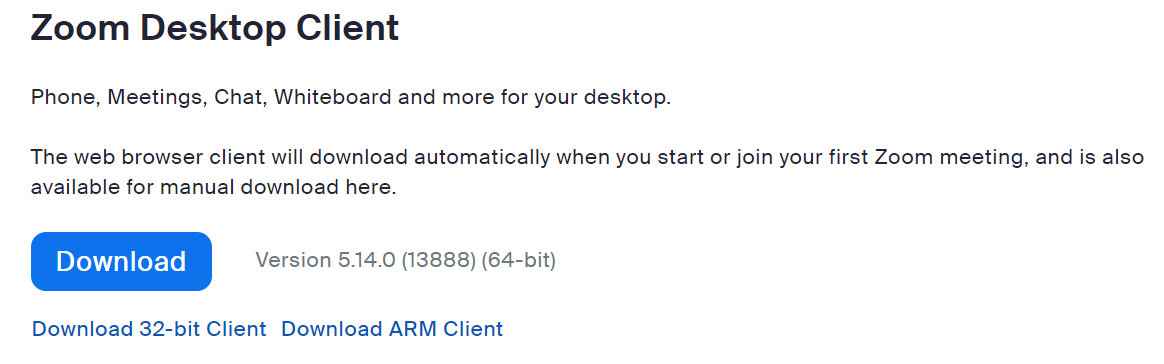 Zoom Desktop Client
Phone, Meetings, Chat, Whiteboard and more for your desktop.
The web browser client will download automatically when you start or join your first Zoom meeting, and is also
available for manual download here.
Download
Version 5.14.0 (13888) (64-bit)
Download 32-bit Client
Download ARM Client